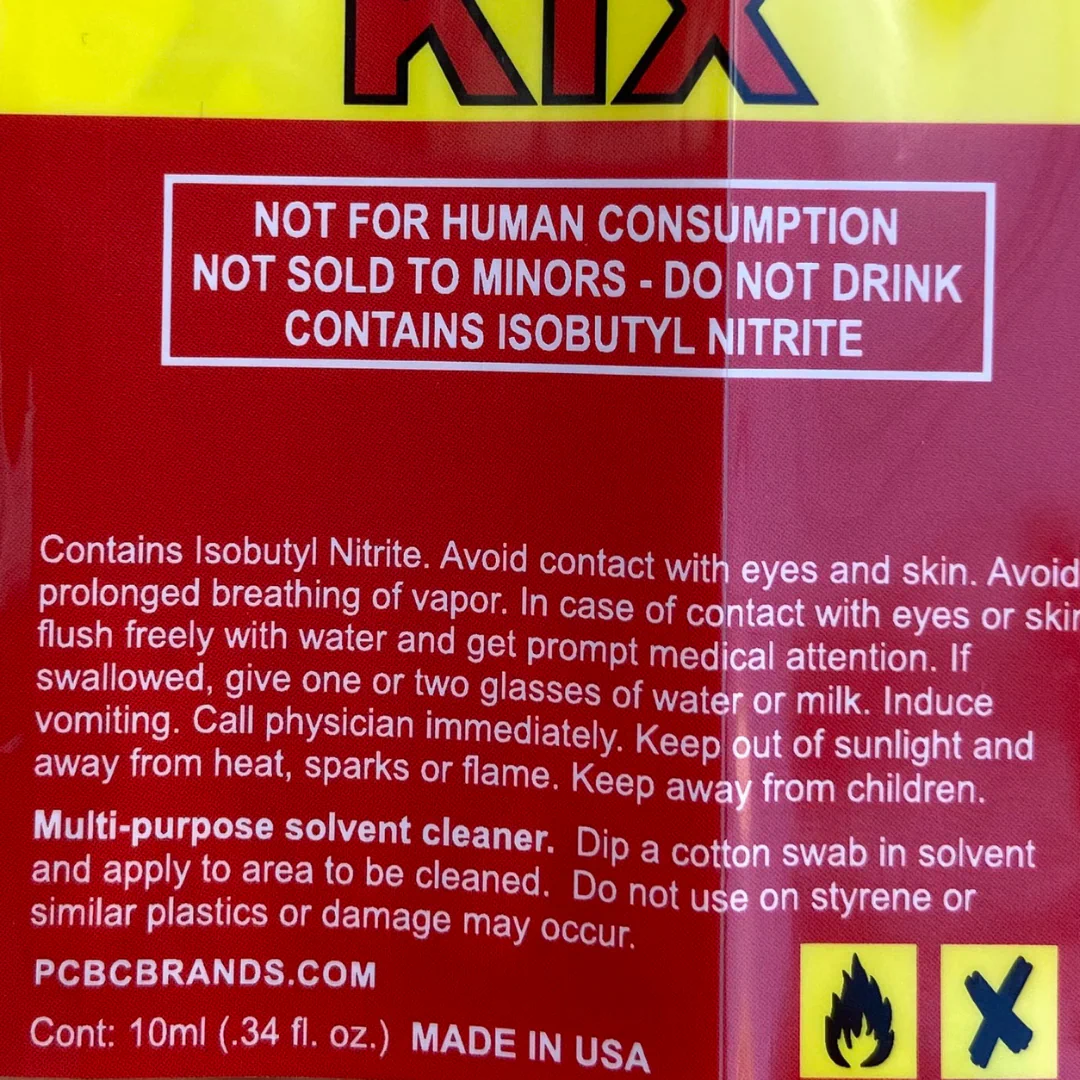 KIX
NOT FOR HUMAN CONSUMPTION
NOT SOLD TO MINORS - DO NOT DRINK
CONTAINS ISOBUTYL NITRITE
Contains Isobutyl Nitrite. Avoid contact with eyes and skin. Avoid
prolonged breathing of vapor. In case of contact with eyes or skin
flush freely with water and get prompt medical attention. If
swallowed, give one or two glasses of water or milk. Induce
vomiting. Call physician immediately. Keep out of sunlight and
away from heat, sparks or flame. Keep away from children.
Multi-purpose solvent cleaner. Dip a cotton swab in solvent
and apply to area to be cleaned. Do not use on styrene or
similar plastics or damage may occur.
PCBCBRANDS.COM
Cont: 10ml (.34 fl. oz.) MADE IN USA